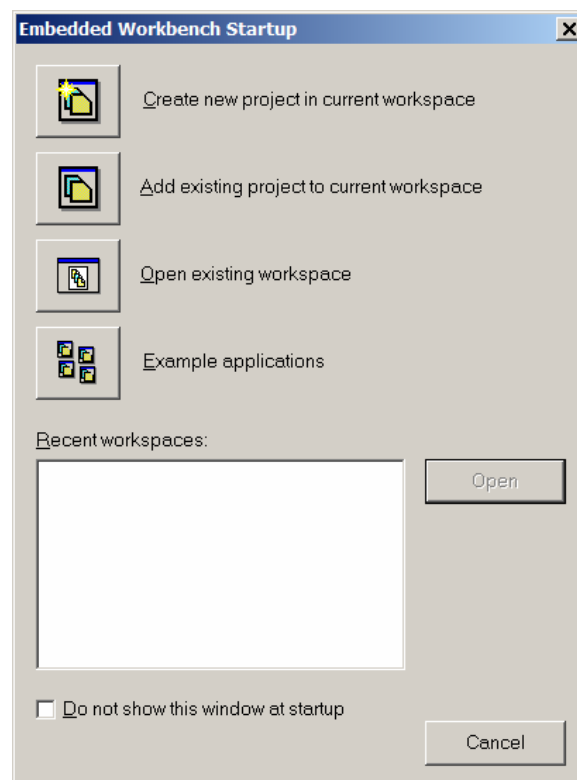 Embedded Workbench Startup
Create new project in current workspace
Add existing project to current workspace
Open existing workspace
Example applications
Recent workspaces:
Open
Do not show this window at startup
Cancel